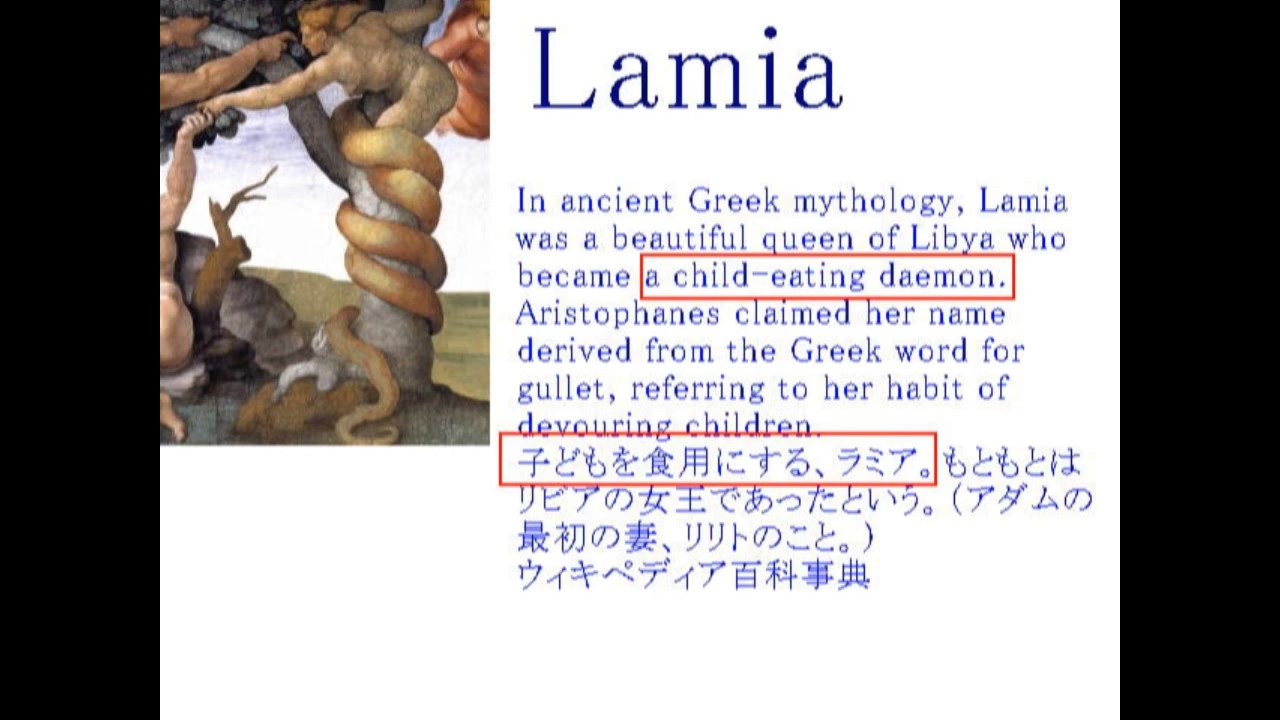 Lamia
In ancient Greek mythology, Lamia
was a beautiful queen of Libya who
became a child-eating daemon.
Aristophanes claimed her name
derived from the Greek word for
gullet, referring to her habit of
devouring children.
子どもを食用にする、ラミア。もともとは
リビアの女王であったという。（アダムの
最初の妻、リリトのこと。）
ウィキペディア百科事典